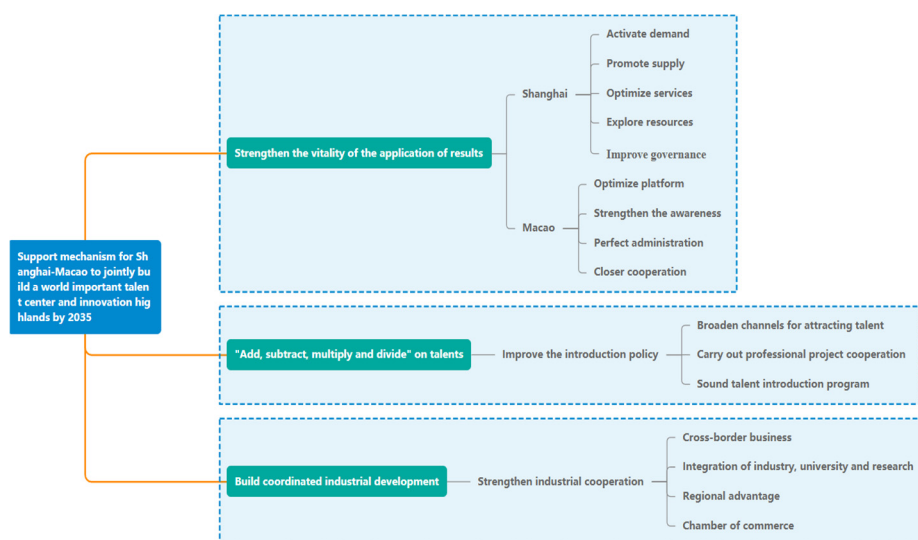 Activate demand
Promote supply
Shanghai
Optimize services
Explore resources
Improve governance
Strengthen the vitality of the application of results
Optimize platform
Strengthen the awareness
Macao
Perfect administration
Closer cooperation
Support mechanism for Sh
anghai-Macao to jointly bu
ild a world important talen
t center and innovation hig
hlands by 2035
"Add, subtract, multiply and divide" on talents
Improve the introduction policy
Broaden channels for attracting talent
Carry out professional project cooperation
Sound talent introduction program
Build coordinated industrial development
Strengthen industrial cooperation
Cross-border business
Integration of industry, university and research
Regional advantage
Chamber of commerce